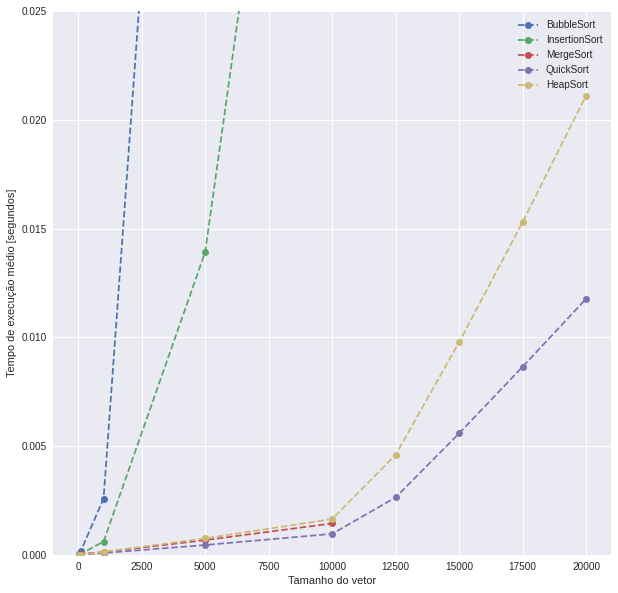 0.025
0.020
0.015
0.010
0.005
0.000
Tempo de execução médio [segundos]
BubbleSort
InsertionSort
MergeSort
QuickSort
HeapSort
0 2500 5000 7500 10000 12500 15000 17500 20000
Tamanho do vetor